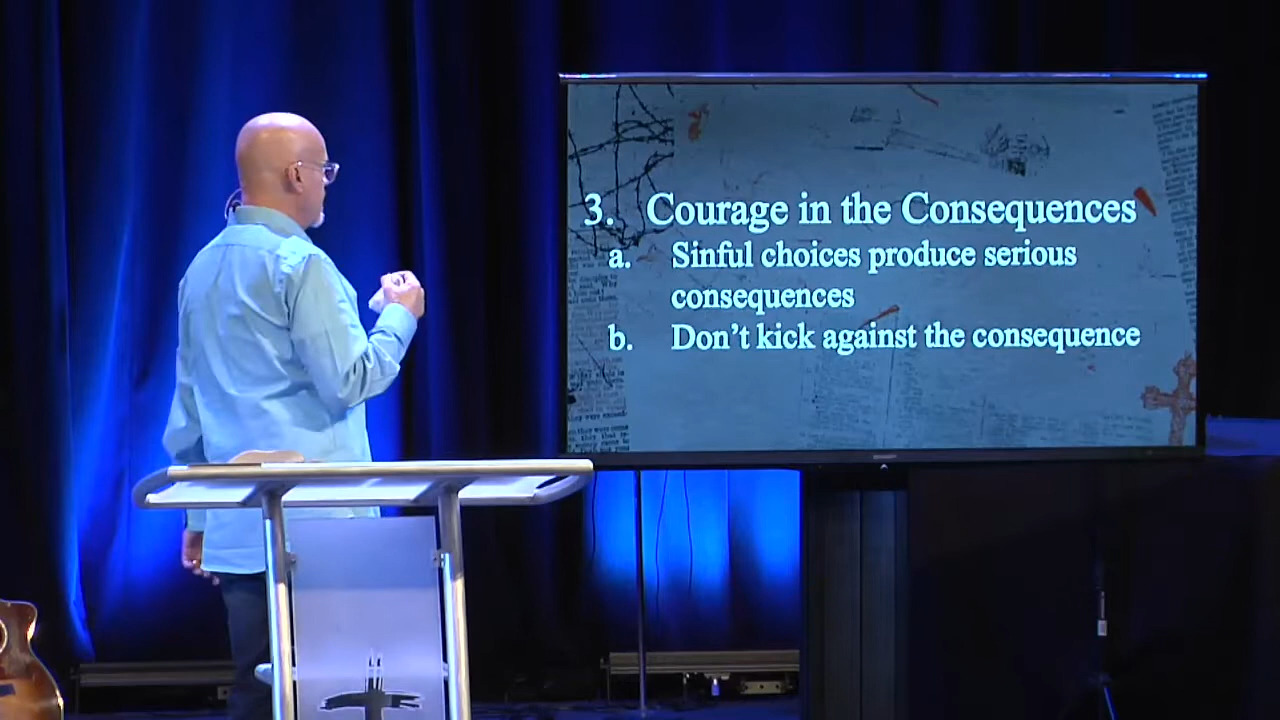 3. Courage in the Consequences
a. Sinful choices produce serious
consequences
b. Don't kick against the consequence